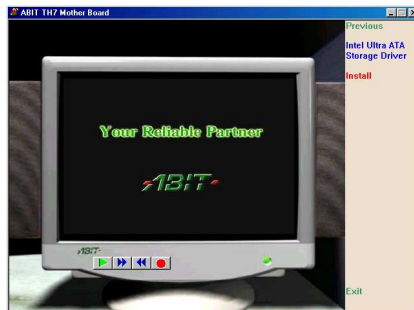 ABIT TH7 Mother Board
Previous
Intel Ultra ATA
Storage Driver
Install
Your Reliable Partner
ABIT
ABIT
Exit